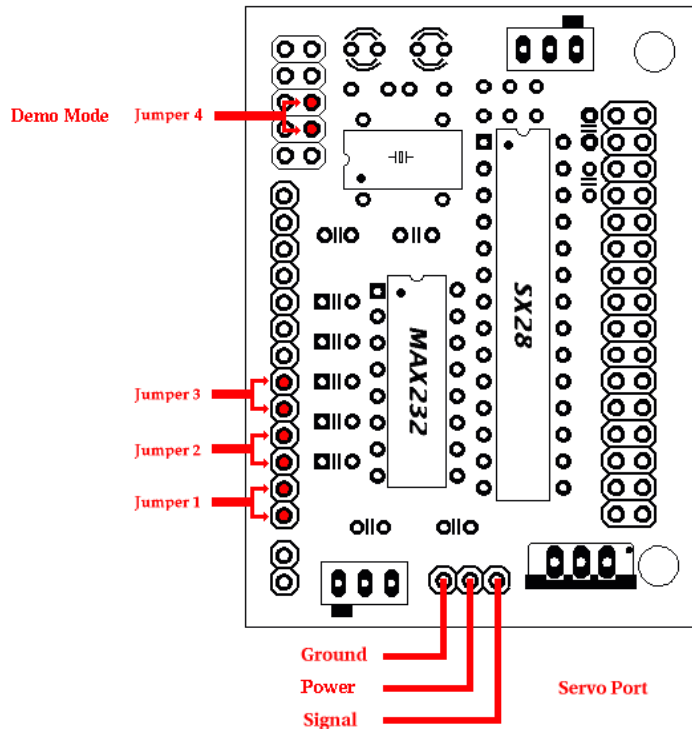 Demo Mode Jumper 4
SX28
MAX232
Jumper 3
Jumper 2
Jumper 1
Ground
Power
Servo Port
Signal